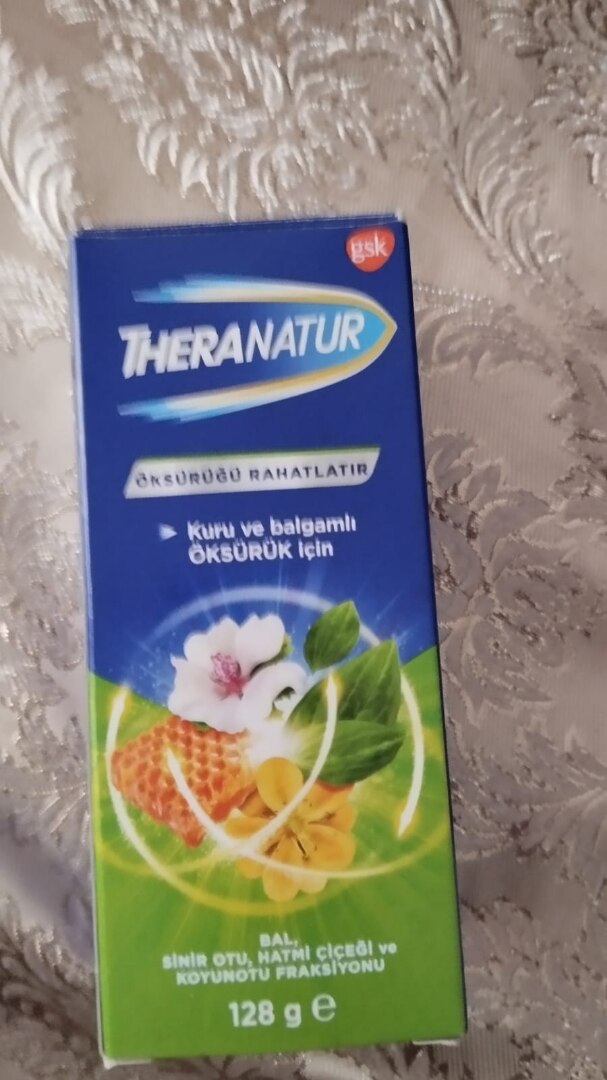 gsk
THERANATUR
ÖKSÜRÜĞÜ RAHATLATIR
Kuru ve balgamlı
ÖKSÜRÜK için
BAL,
SİNİR OTU, HATMİ ÇİÇEĞİ ve
KOYUNOTU FRAKSİYONU
128 g ℮